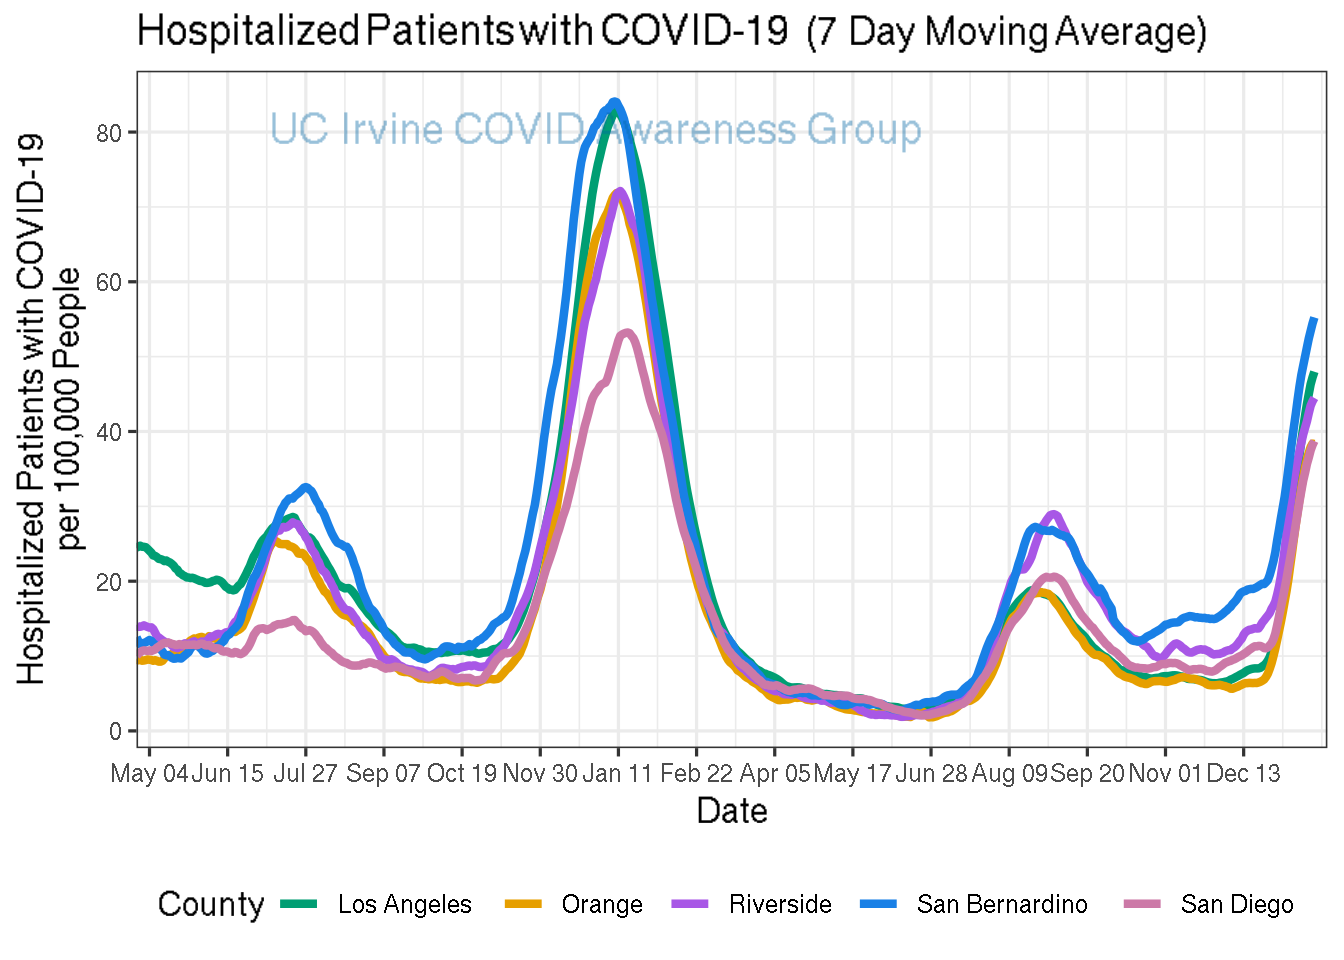 Hospitalized Patients with COVID-19 (7 Day Moving Average)
UC Irvine COVID Awareness Group
Hospitalized Patients with COVID-19
per 100,000 People
80
60
40
20
0
May 04 Jun 15 Jul 27 Sep 07 Oct 19 Nov 30 Jan 11 Feb 22 Apr 05 May 17 Jun 28 Aug 09 Sep 20 Nov 01 Dec 13
Date
County Los Angeles Orange Riverside San Bernardino San Diego